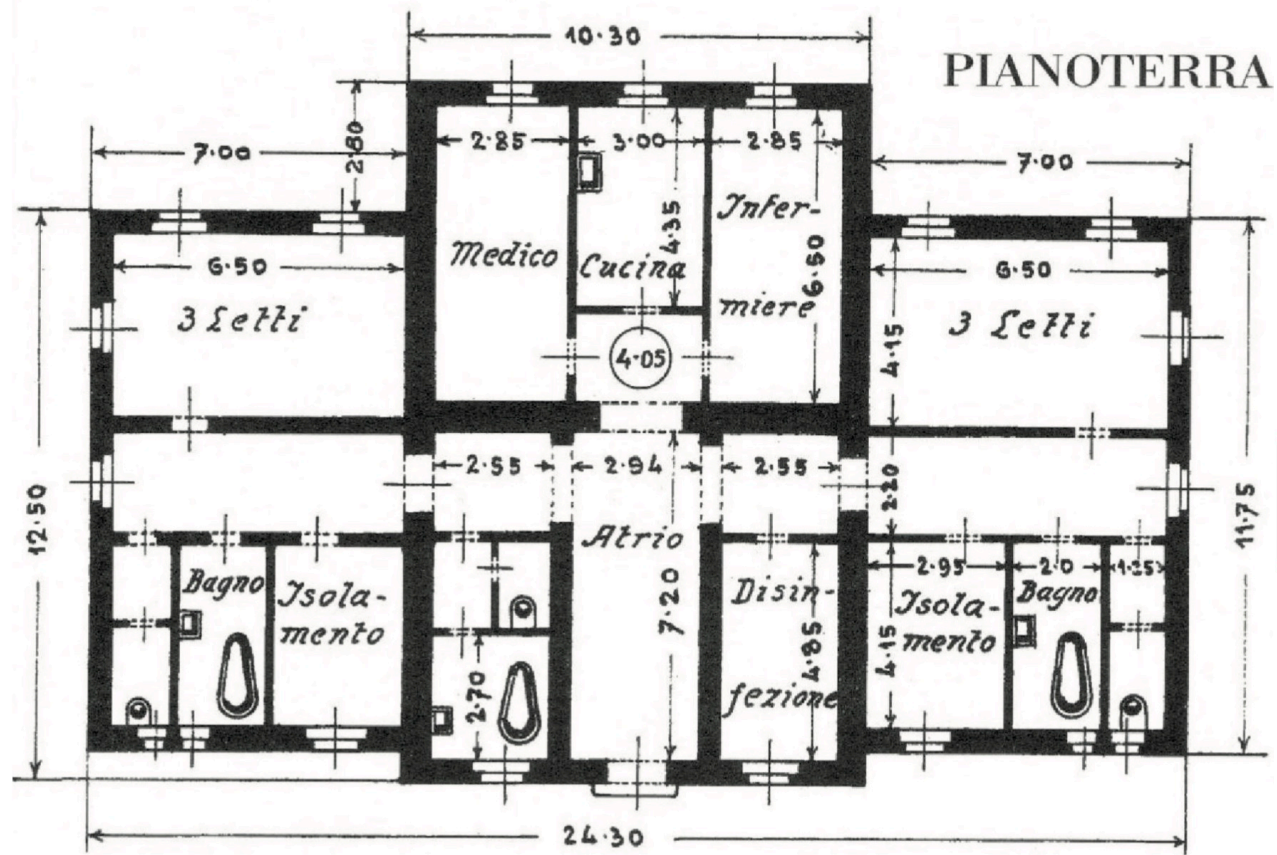 10·30
PIANOTERRA
7·00
2·80
7·00
2·85
3·00
2·85
6·50
Medico
Cucina
4·35
Infer-
miere
6·50
6·50
3 Letti
4·05
4·15
3 Letti
2·55
2·94
2·55
2·20
12·50
11·75
Atrio
7·20
Bagno
Isola-
mento
2·70
Disin-
fezione
4·85
2·95
2·0
1·25
Isola-
mento
Bagno
4·15
24·30